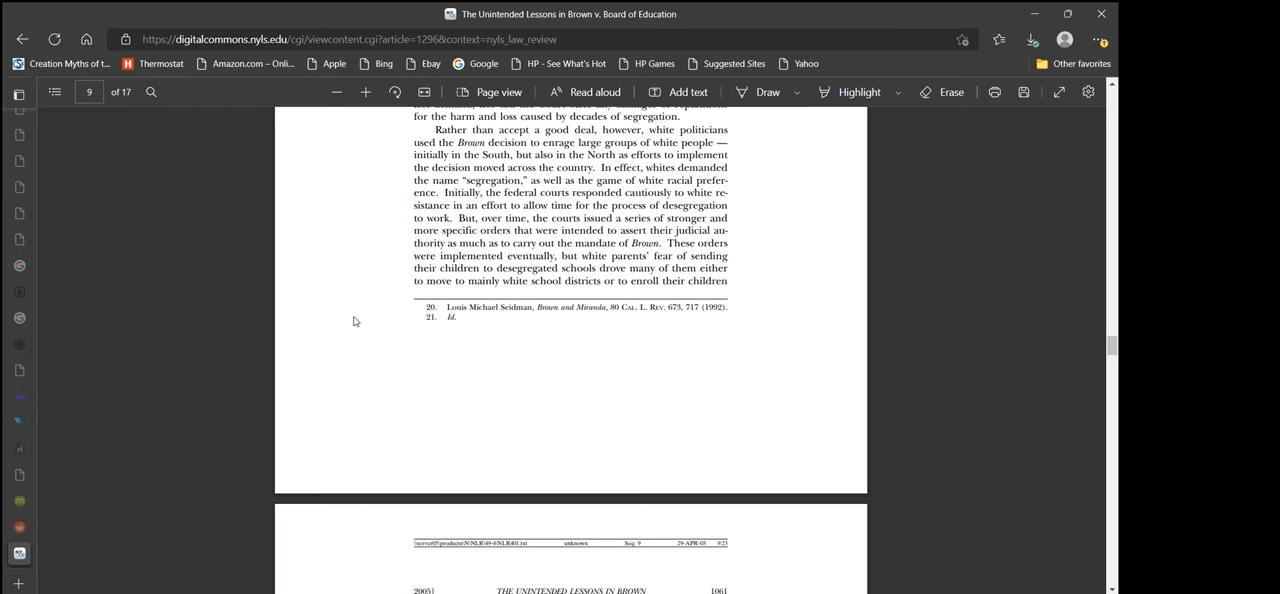 The Unintended Lessons in Brown v. Board of Education
https://digitalcommons.nyls.edu/cgi/viewcontent.cgi?article=1296&context=nyls_law_review
Creation Myths of t... Thermostat Amazon.com – Onli... Apple Bing Ebay Google HP - See What's Hot HP Games Suggested Sites Yahoo Other favorites
9 of 17 Page view Read aloud Add text Draw Highlight Erase
for the harm and loss caused by decades of segregation.
Rather than accept a good deal, however, white politicians
used the Brown decision to enrage large groups of white people —
initially in the South, but also in the North as efforts to implement
the decision moved across the country. In effect, whites demanded
the name “segregation,” as well as the game of white racial prefer-
ence. Initially, the federal courts responded cautiously to white re-
sistance in an effort to allow time for the process of desegregation
to work. But, over time, the courts issued a series of stronger and
more specific orders that were intended to assert their judicial au-
thority as much as to carry out the mandate of Brown. These orders
were implemented eventually, but white parents’ fear of sending
their children to desegregated schools drove many of them either
to move to mainly white school districts or to enroll their children
20. Louis Michael Seidman, Brown and Miranda, 80 CAL. L. REV. 673, 717 (1992).
21. Id.
unknown Seq: 9 29-APR-05 9:23
2005] THE UNINTENDED LESSONS IN BROWN 1061